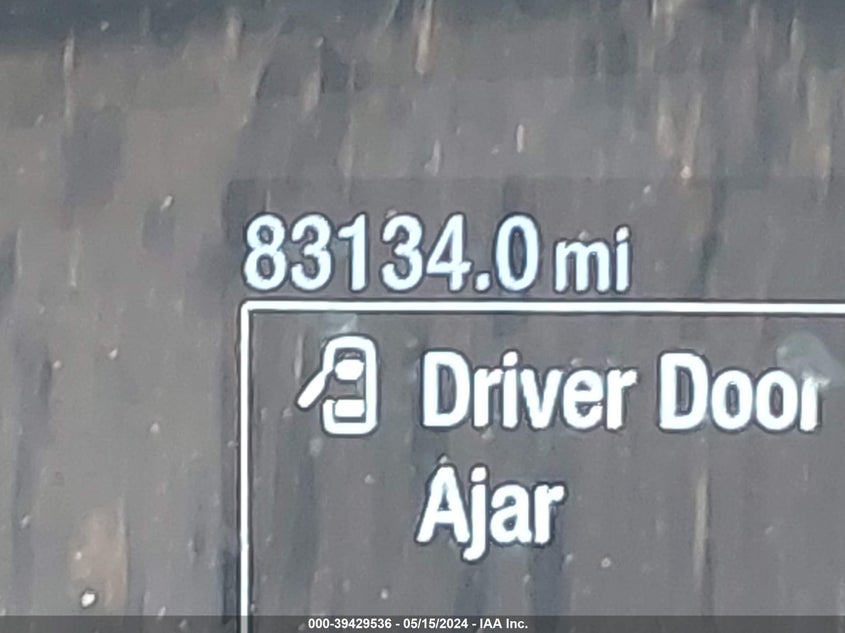 83134.0 mi
Driver Door
Ajar
000-39429536 - 05/15/2024 - IAA Inc.